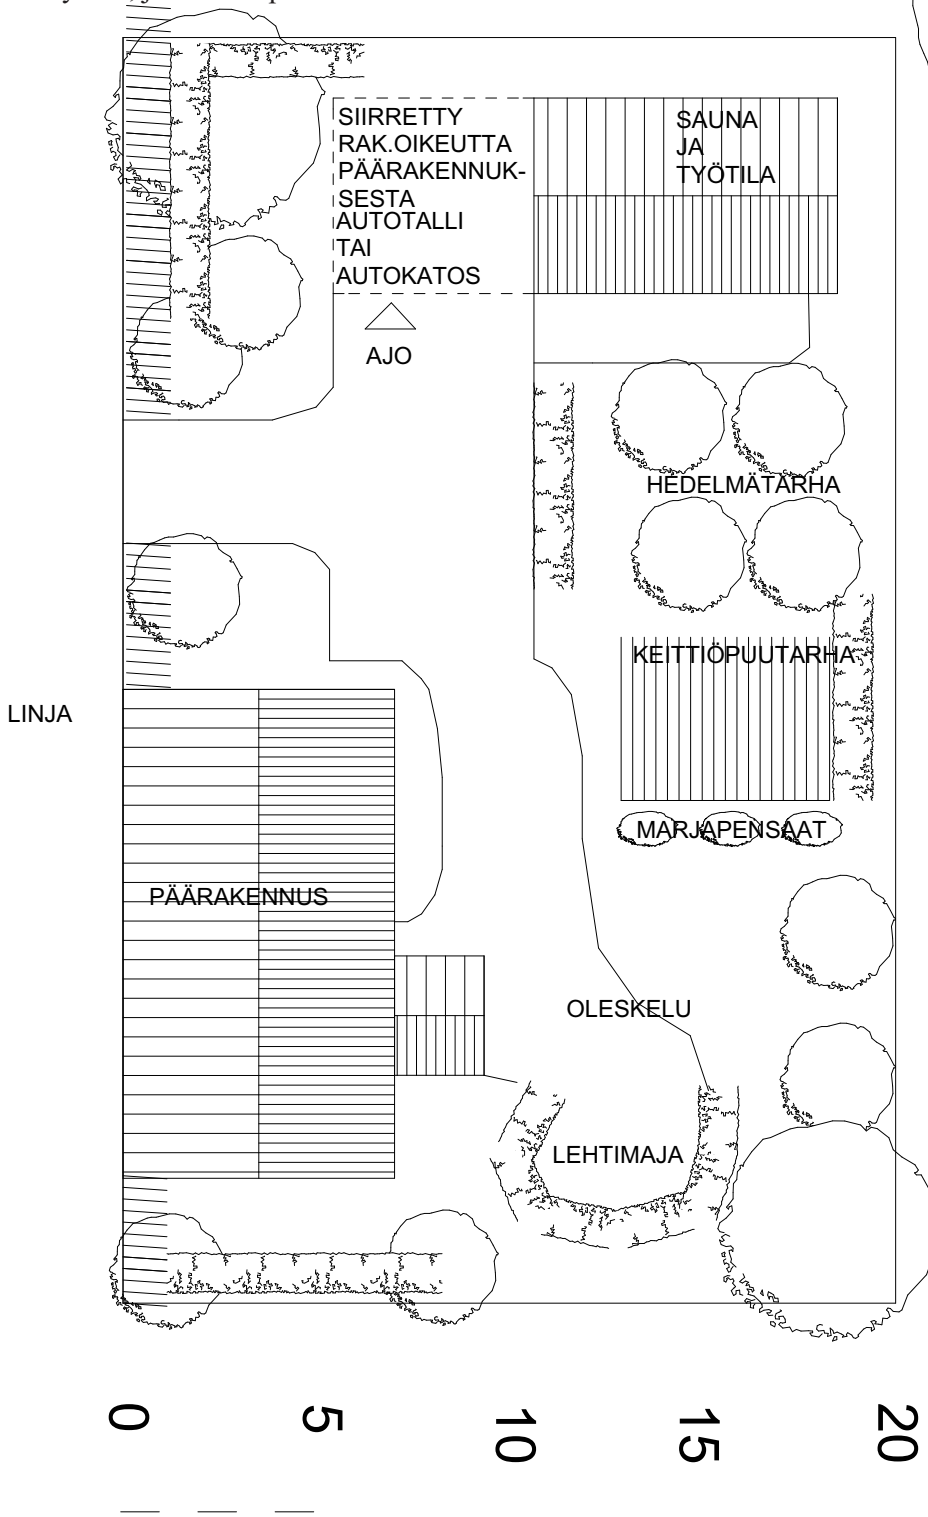 SIIRRETTY
RAK.OIKEUTTA
PÄÄRAKENNUK-
SESTA
AUTOTALLI
TAI
AUTOKATOS
SAUNA
JA
TYÖTILA
AJO
HEDELMÄTARHA
KEITTIÖPUUTARHA
LINJA
MARJAPENSAAT
PÄÄRAKENNUS
OLESKELU
LEHTIMAJA
0 5 10 15 20